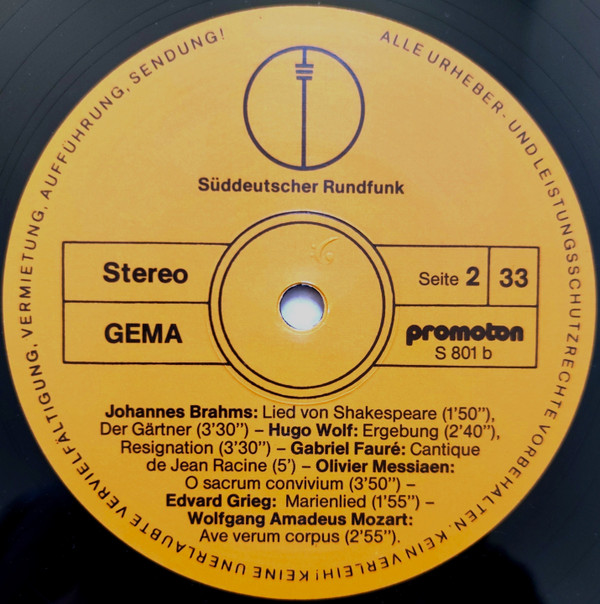 ALLE URHEBER- UND LEISTUNGSSCHUTZRECHTE VORBEHALTEN. KEIN VERLEIH! KEINE UNERLAUBTE VERVIELFÄLTIGUNG, VERMIETUNG, AUFFÜHRUNG, SENDUNG!
Süddeutscher Rundfunk
Stereo
Seite 2
33
GEMA
promoton
S 801 b
Johannes Brahms: Lied von Shakespeare (1'50”),
Der Gärtner (3'30”) – Hugo Wolf: Ergebung (2'40”),
Resignation (3'30”) – Gabriel Fauré: Cantique
de Jean Racine (5') – Olivier Messiaen:
O sacrum convivium (3'50”) –
Edvard Grieg: Marienlied (1'55”) –
Wolfgang Amadeus Mozart:
Ave verum corpus (2'55”).